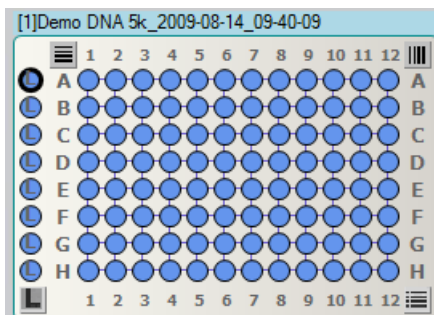 [1]Demo DNA 5k_2009-08-14_09-40-09
1 2 3 4 5 6 7 8 9 10 11 12
L A A
L B B
L C C
L D D
L E E
L F F
L G G
L H H
L 1 2 3 4 5 6 7 8 9 10 11 12